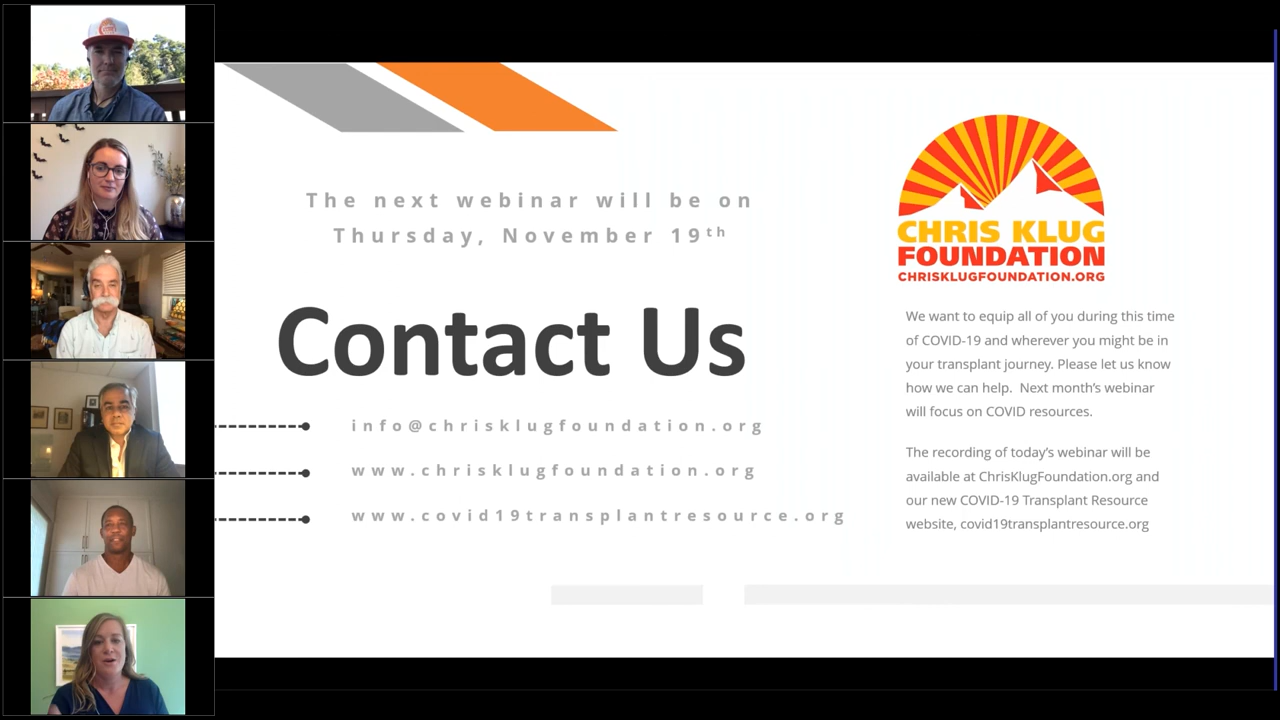 The next webinar will be on
Thursday, November 19th
Contact Us
info@chrisklugfoundation.org
www.chrisklugfoundation.org
www.covid19transplantresource.org
CHRIS KLUG
FOUNDATION
CHRISKLUGFOUNDATION.ORG
We want to equip all of you during this time
of COVID-19 and wherever you might be in
your transplant journey. Please let us know
how we can help.  Next month's webinar
will focus on COVID resources.
The recording of today's webinar will be
available at ChrisKlugFoundation.org and
our new COVID-19 Transplant Resource
website, covid19transplantresource.org